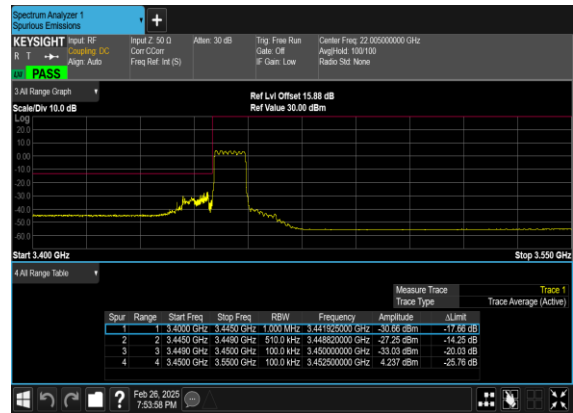 Spectrum Analyzer 1
Spurious Emissions
KEYSIGHT Input: RF Input Z: 50 Ω Atten: 30 dB Trig: Free Run Center Freq: 22.005000000 GHz
R T Coupling: DC Corr CCorr Gate: Off Avg|Hold: 100/100
Align: Auto Freq Ref: Int (S) IF Gain: Low Radio Std: None
LXI PASS
3 All Range Graph
Ref Lvl Offset 15.88 dB
Scale/Div 10.0 dB Ref Value 30.00 dBm
Log
20.0
10.0
0.00
-10.0
-20.0
-30.0
-40.0
-50.0
-60.0
Start 3.400 GHz Stop 3.550 GHz
4 All Range Table
Measure Trace Trace 1
Trace Type Trace Average (Active)
Spur Range Start Freq Stop Freq RBW Frequency Amplitude ΔLimit
1 1 3.4000 GHz 3.4450 GHz 1.000 MHz 3.441925000 GHz -30.66 dBm -17.66 dB
2 2 3.4450 GHz 3.4490 GHz 510.0 kHz 3.448820000 GHz -27.25 dBm -14.25 dB
3 3 3.4490 GHz 3.4500 GHz 100.0 kHz 3.450000000 GHz -33.03 dBm -20.03 dB
4 4 3.4500 GHz 3.5500 GHz 100.0 kHz 3.452500000 GHz 4.237 dBm -25.76 dB
? Feb 26, 2025
7:53:58 PM